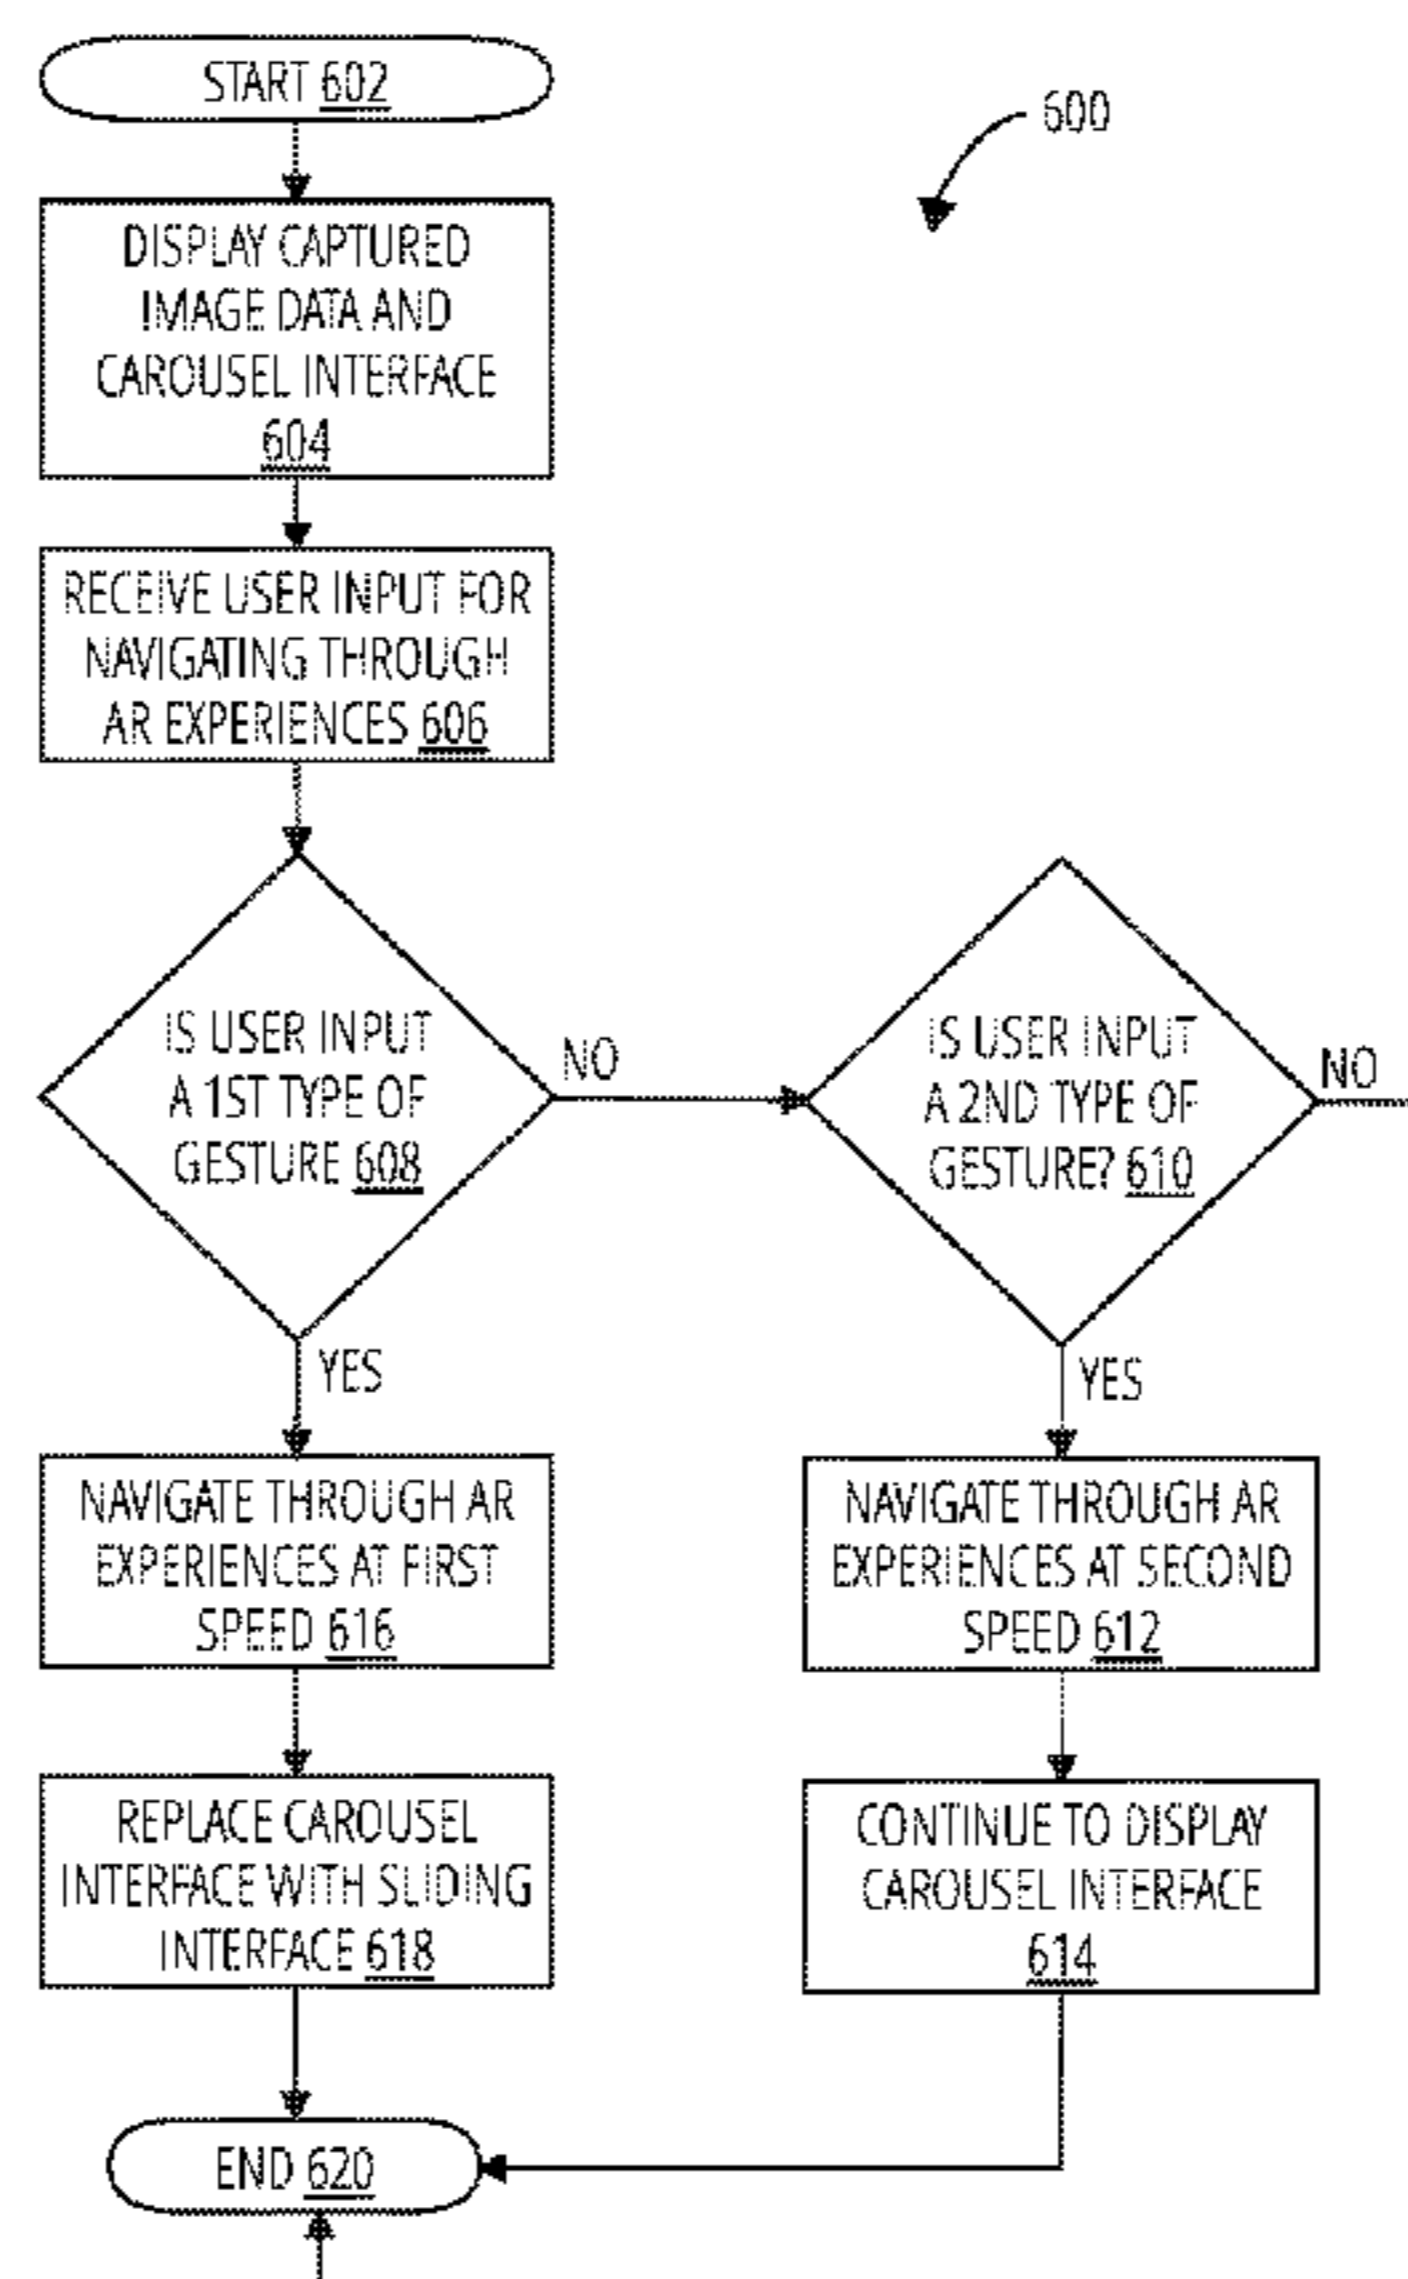 START 602
600
DISPLAY CAPTURED
IMAGE DATA AND
CAROUSEL INTERFACE
604
RECEIVE USER INPUT FOR
NAVIGATING THROUGH
AR EXPERIENCES 606
IS USER INPUT
A 1ST TYPE OF
GESTURE 608
NO
YES
IS USER INPUT
A 2ND TYPE OF
GESTURE? 610
NO
YES
NAVIGATE THROUGH AR
EXPERIENCES AT FIRST
SPEED 616
NAVIGATE THROUGH AR
EXPERIENCES AT SECOND
SPEED 612
REPLACE CAROUSEL
INTERFACE WITH SLIDING
INTERFACE 618
CONTINUE TO DISPLAY
CAROUSEL INTERFACE
614
END 620